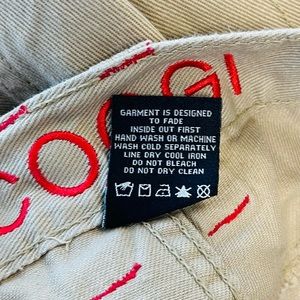 COOGI
GARMENT IS DESIGNED
TO FADE
INSIDE OUT FIRST
HAND WASH OR MACHINE
WASH COLD SEPARATELY
LINE DRY COOL IRON
DO NOT BLEACH
DO NOT DRY CLEAN